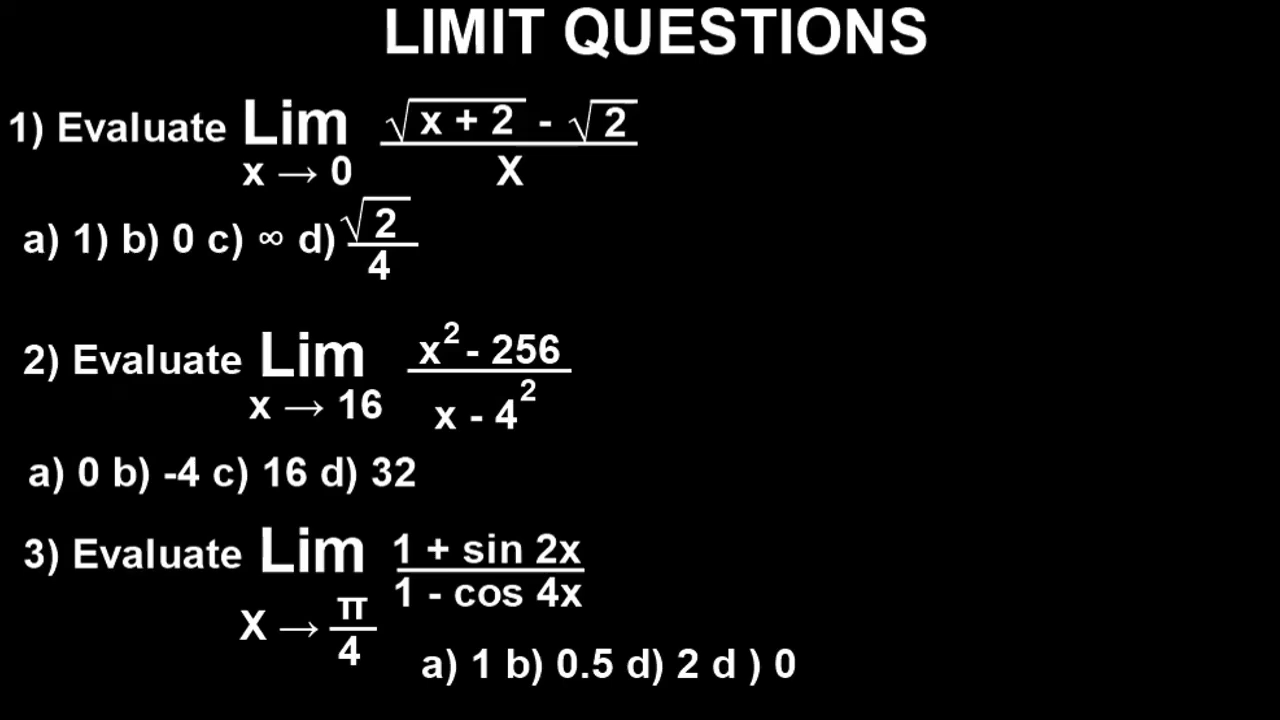 LIMIT QUESTIONS
1) Evaluate Lim x → 0 (√(x + 2) - √2) / X
a) 1) b) 0 c) ∞ d) √2 / 4
2) Evaluate Lim x → 16 (x² - 256) / (x - 4²)
a) 0 b) -4 c) 16 d) 32
3) Evaluate Lim X → π/4 (1 + sin 2x) / (1 - cos 4x)
a) 1 b) 0.5 d) 2 d ) 0